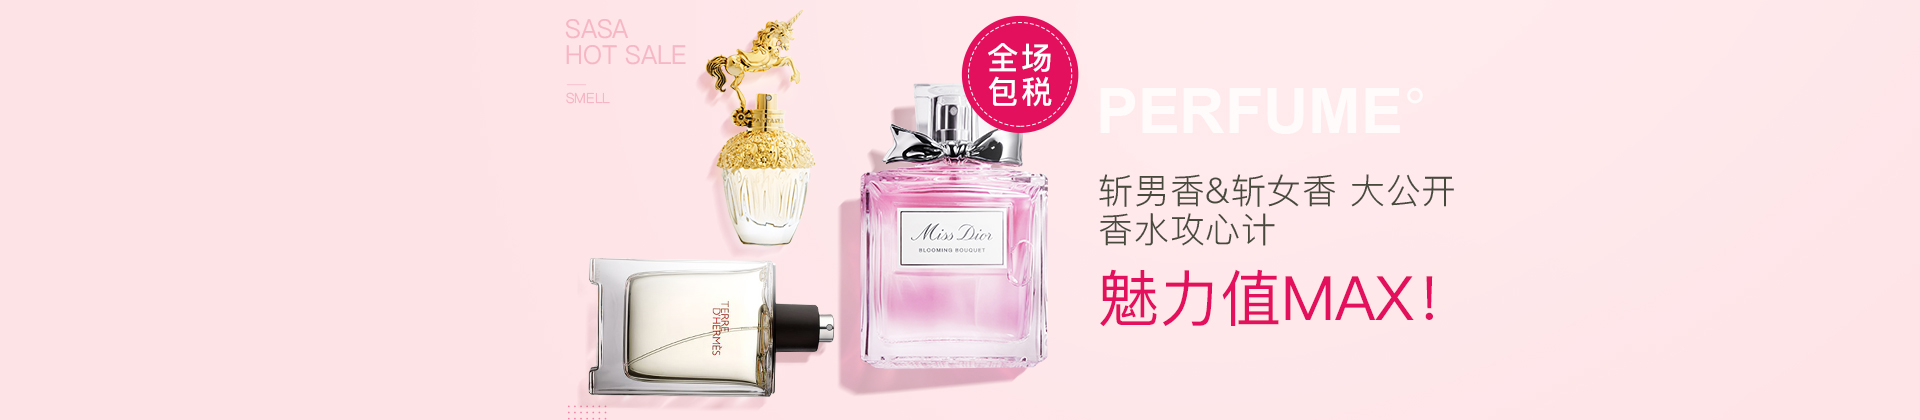 SASA
HOT SALE
SMELL
全场
包税
PERFUME
斩男香&斩女香 大公开
香水攻心计
魅力值MAX！
Miss Dior
BLOOMING BOUQUET
TERRE
D'HERMÈS